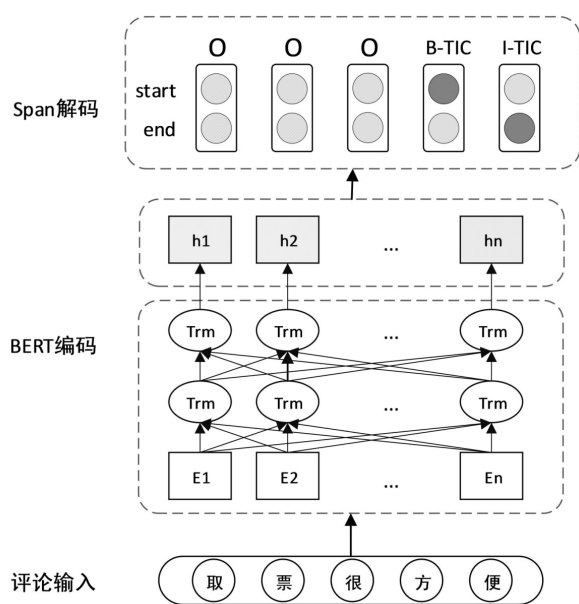 O O O B-TIC I-TIC
start
Span解码
end
h1 h2 ... hn
Trm Trm ... Trm
BERT编码
Trm Trm ... Trm
E1 E2 ... En
评论输入 取 票 很 方 便